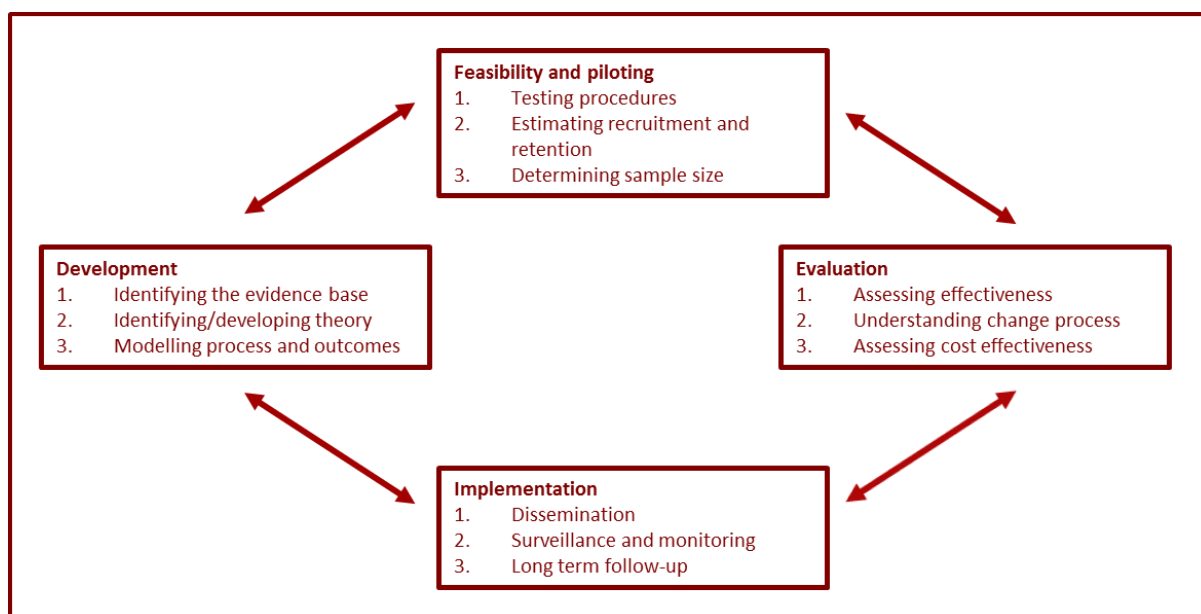 Feasibility and piloting
1. Testing procedures
2. Estimating recruitment and
retention
3. Determining sample size
Development
1. Identifying the evidence base
2. Identifying/developing theory
3. Modelling process and outcomes
Evaluation
1. Assessing effectiveness
2. Understanding change process
3. Assessing cost effectiveness
Implementation
1. Dissemination
2. Surveillance and monitoring
3. Long term follow-up